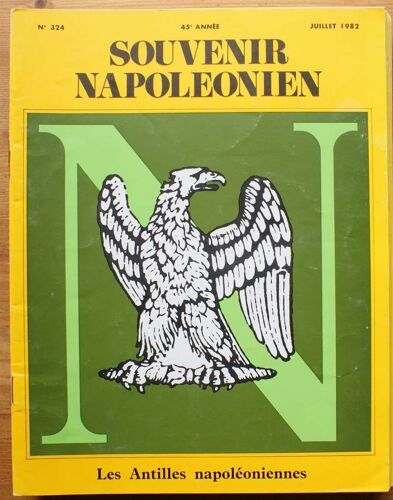 N° 324 45e ANNÉE JUILLET 1982
SOUVENIR
NAPOLEONIEN
N
Les Antilles napoléoniennes